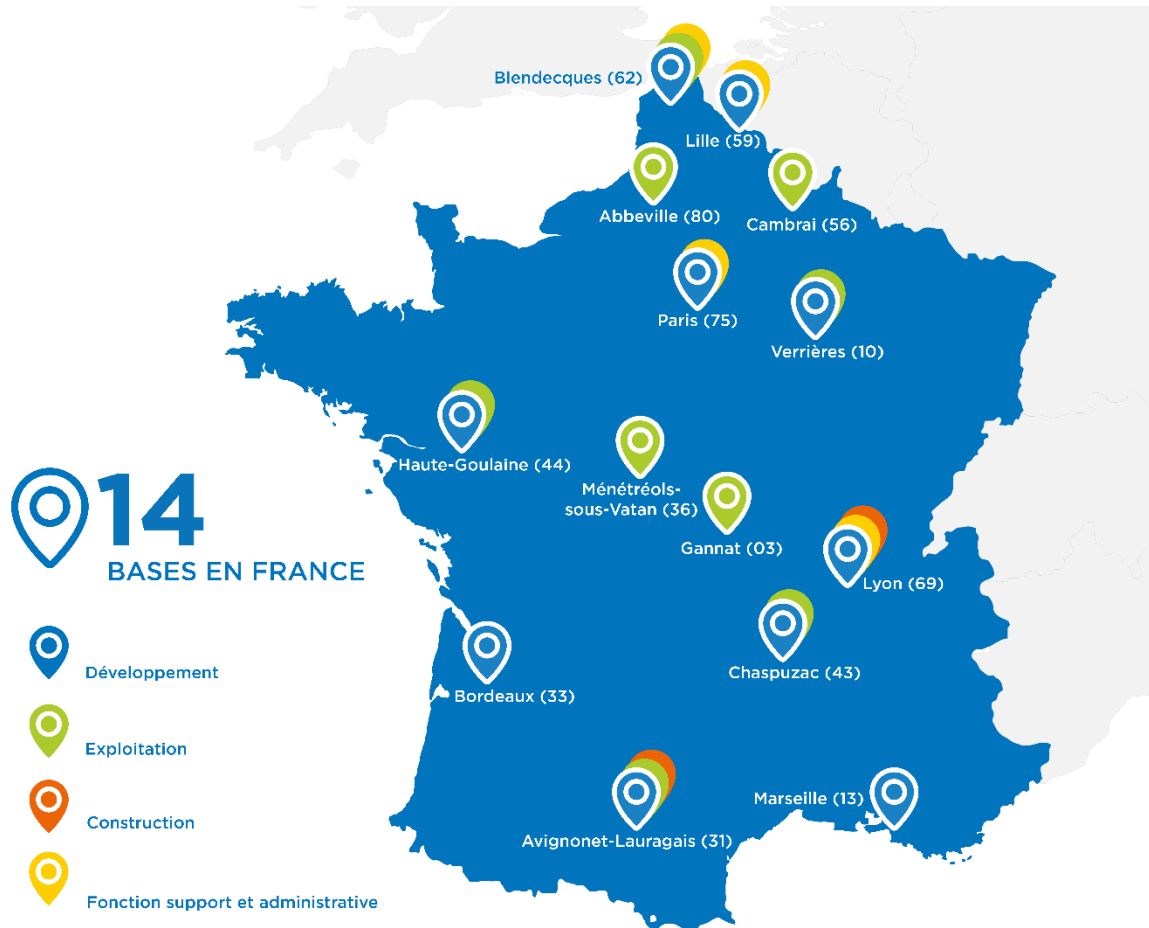 Blendecques (62)
Lille (59)
Abbeville (80)
Cambrai (56)
Paris (75)
Verrières (10)
Haute-Goulaine (44)
Ménétréols-
sous-Vatan (36)
Gannat (03)
Lyon (69)
Chaspuzac (43)
Bordeaux (33)
Marseille (13)
Avignonet-Lauragais (31)
14
BASES EN FRANCE
Développement
Exploitation
Construction
Fonction support et administrative